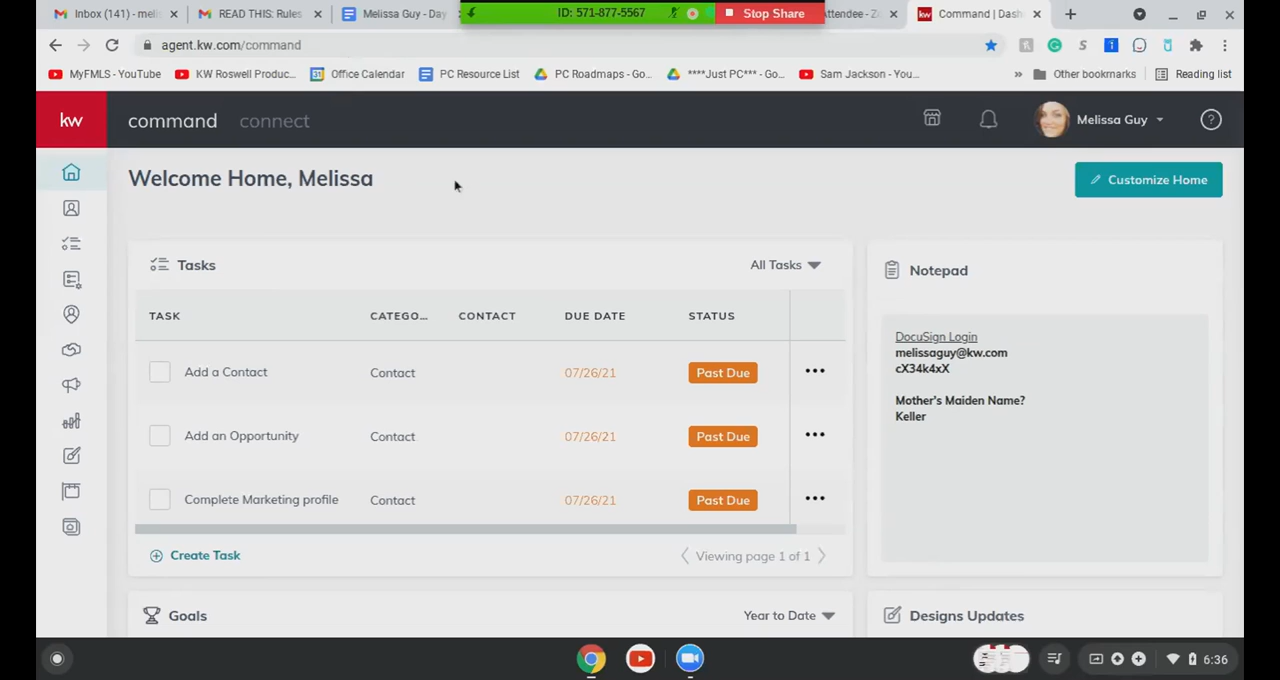 Inbox (141) - meli
READ THIS: Rules
Melissa Guy - Day
ID: 571-877-5567
Stop Share
Attendee - Z
Command | Dash
agent.kw.com/command
MyFMLS - YouTube
KW Roswell Produc...
Office Calendar
PC Resource List
PC Roadmaps - Go...
****Just PC*** - Go...
Sam Jackson - You...
»
Other bookmarks
Reading list
kw
command
connect
Melissa Guy
Welcome Home, Melissa
Customize Home
Tasks
All Tasks
TASK CATEGO... CONTACT DUE DATE STATUS
Add a Contact Contact 07/26/21 Past Due
Add an Opportunity Contact 07/26/21 Past Due
Complete Marketing profile Contact 07/26/21 Past Due
Create Task
Viewing page 1 of 1
Notepad
DocuSign Login
melissaguy@kw.com
cX34k4xX
Mother's Maiden Name?
Keller
Goals
Year to Date
Designs Updates
6:36